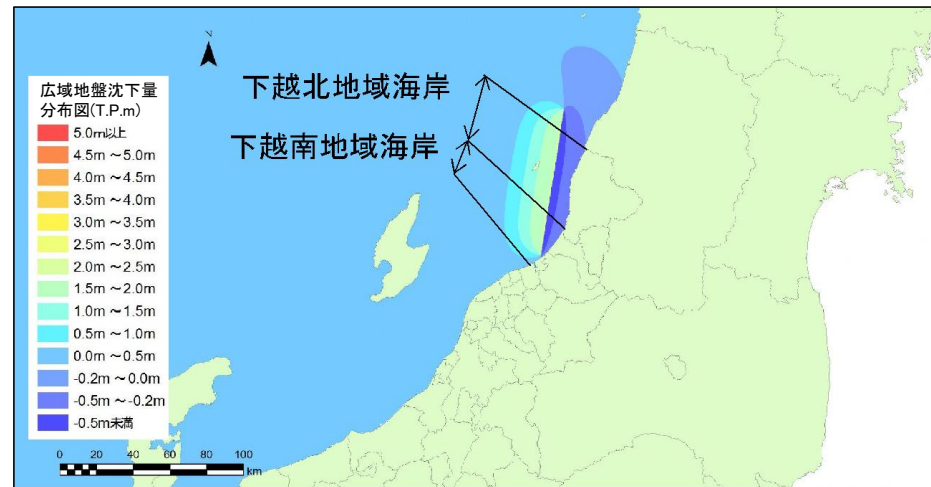 N
下越北地域海岸
下越南地域海岸
広域地盤沈下量
分布図(T.P.m)
5.0m以上
4.5m ～5.0m
4.0m ～4.5m
3.5m ～4.0m
3.0m ～3.5m
2.5m ～3.0m
2.0m ～2.5m
1.5m ～2.0m
1.0m ～1.5m
0.5m ～1.0m
0.0m ～0.5m
-0.2m ～0.0m
-0.5m ～-0.2m
-0.5m未満
0 20 40 60 80 100
km